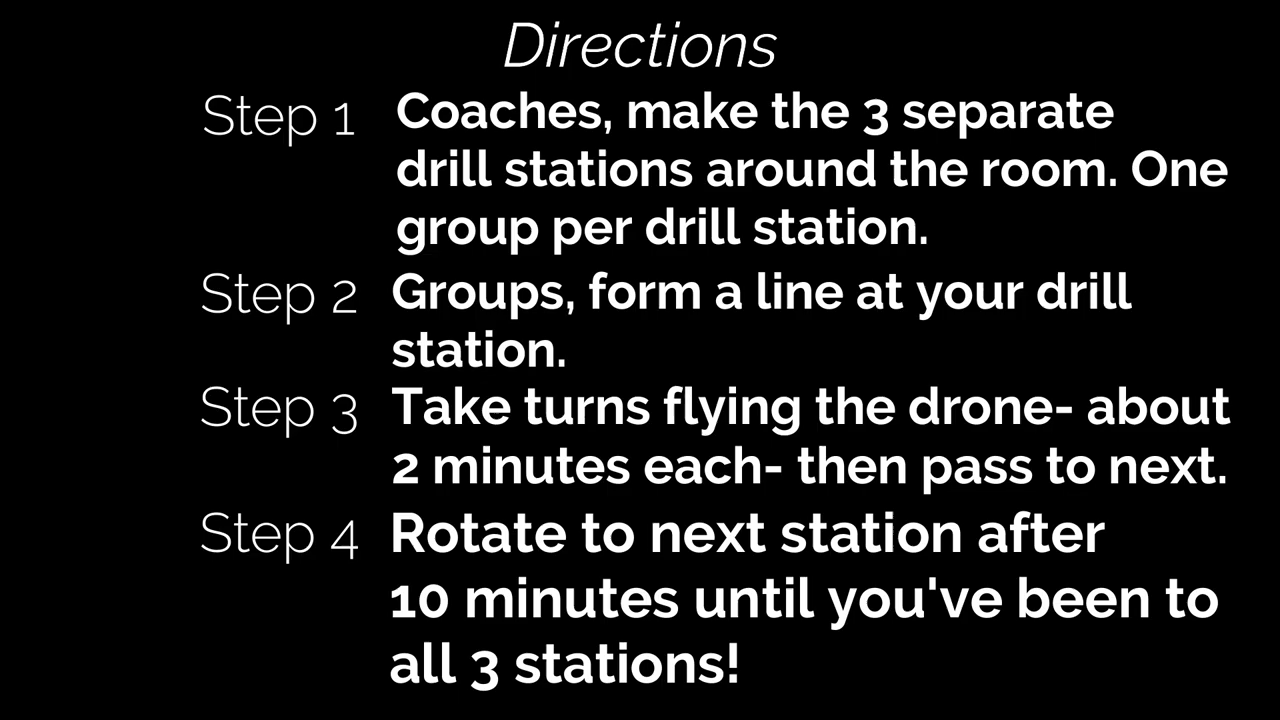 Directions
Step 1 Coaches, make the 3 separate
drill stations around the room. One
group per drill station.
Step 2 Groups, form a line at your drill
station.
Step 3 Take turns flying the drone- about
2 minutes each- then pass to next.
Step 4 Rotate to next station after
10 minutes until you've been to
all 3 stations!